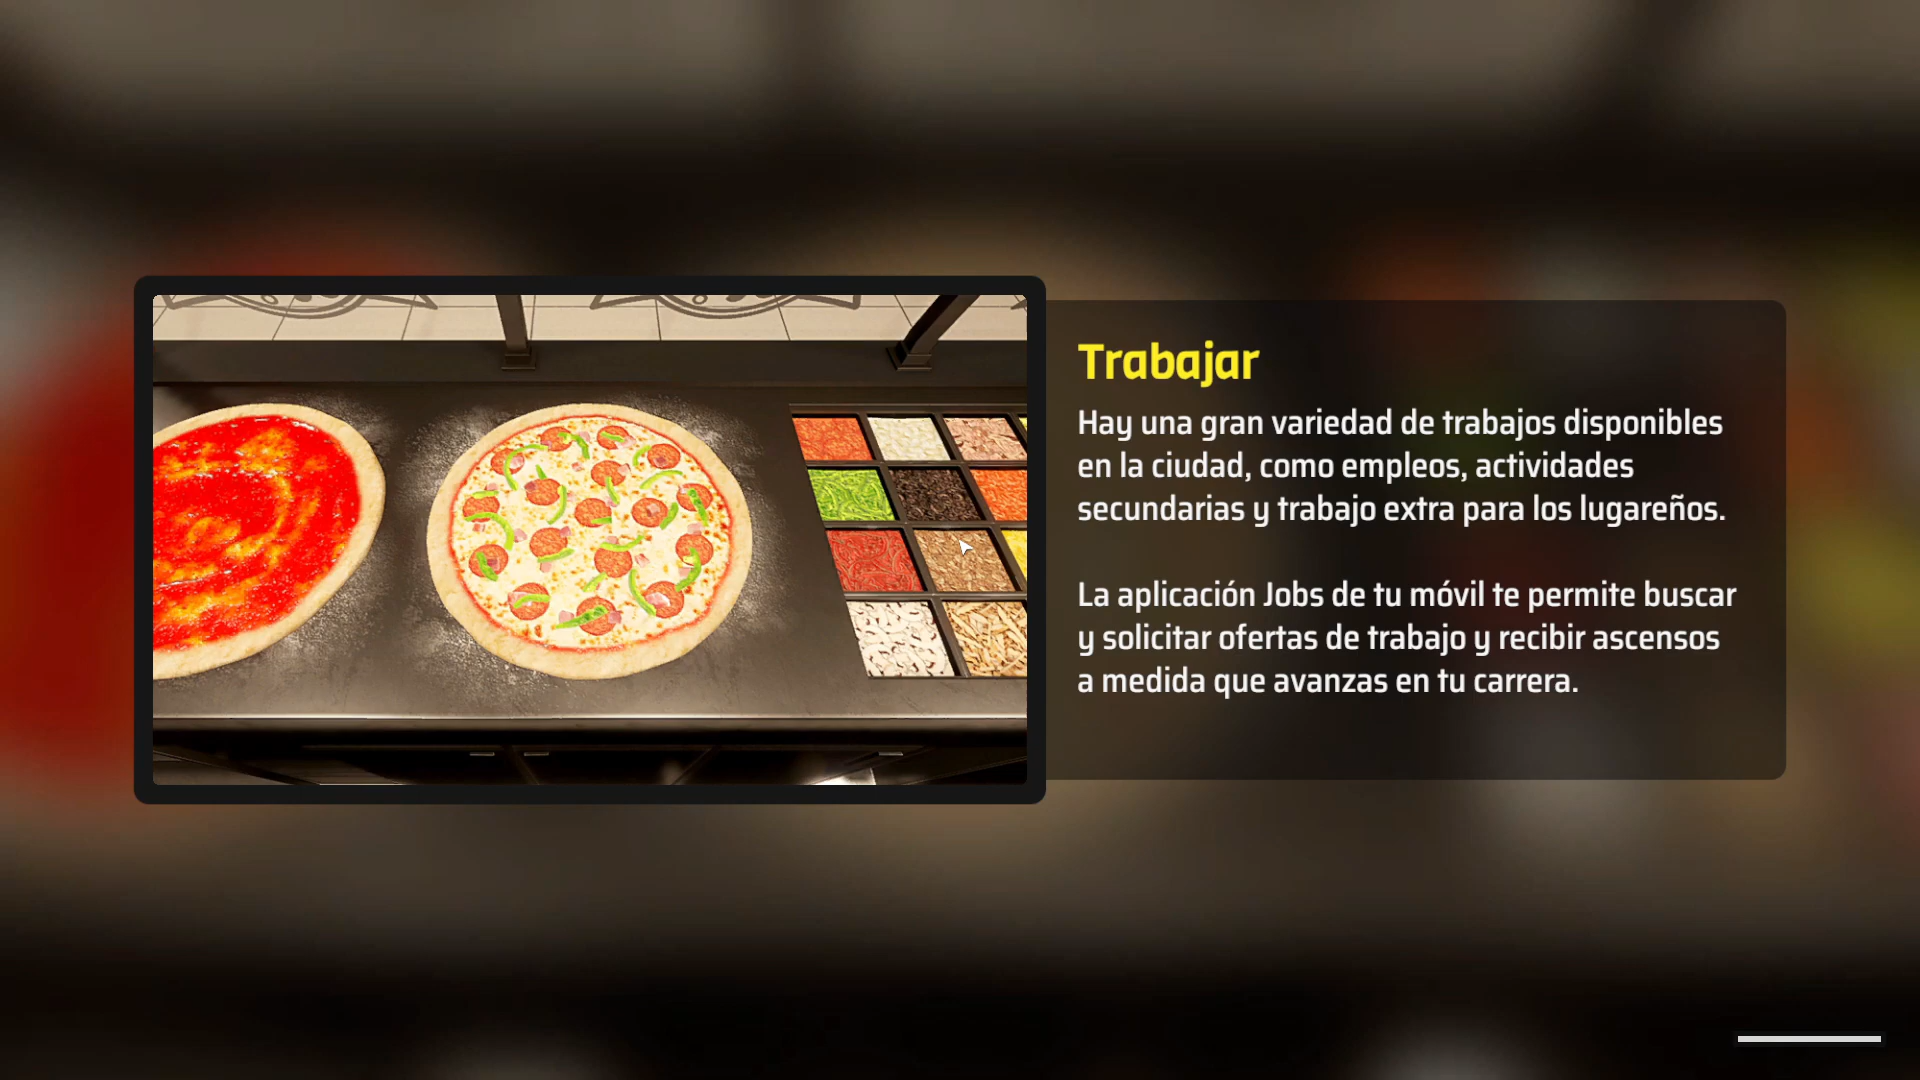 Trabajar
Hay una gran variedad de trabajos disponibles
en la ciudad, como empleos, actividades
secundarias y trabajo extra para los lugareños.
La aplicación Jobs de tu móvil te permite buscar
y solicitar ofertas de trabajo y recibir ascensos
a medida que avanzas en tu carrera.